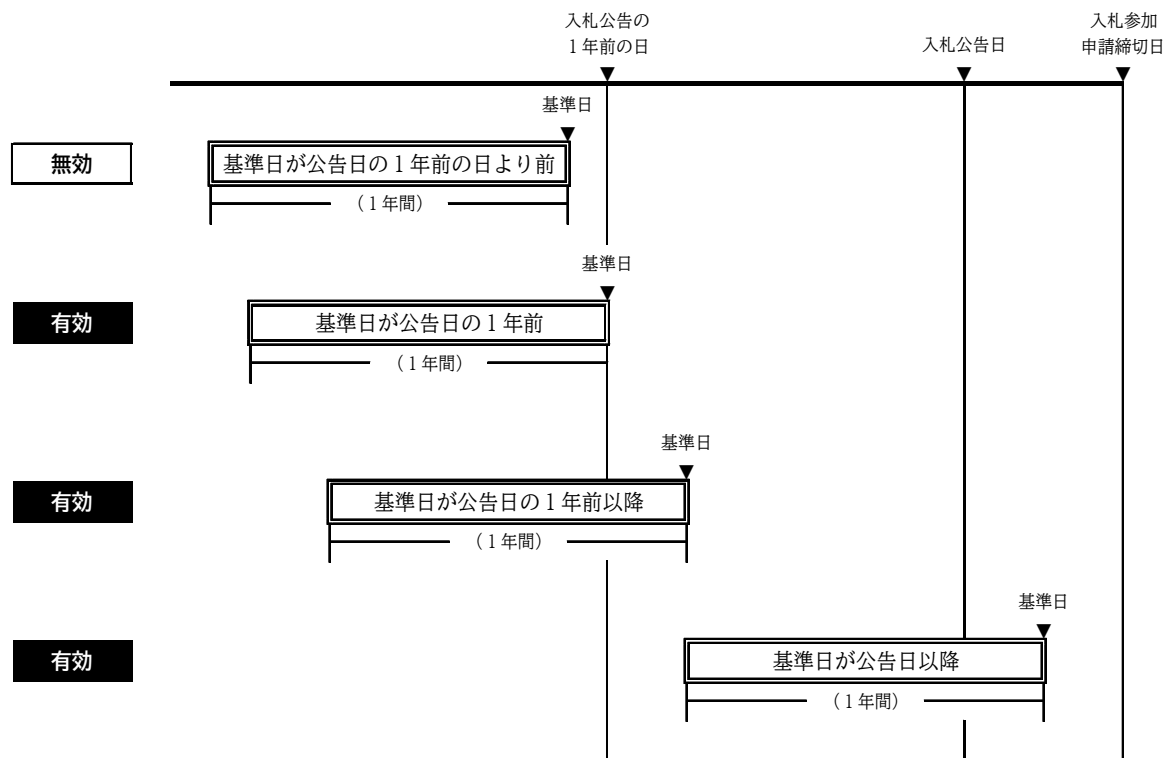 入札公告の
１年前の日
入札公告日
入札参加
申請締切日
基準日
無効
基準日が公告日の１年前の日より前
（１年間）
基準日
有効
基準日が公告日の１年前
（１年間）
基準日
有効
基準日が公告日の１年前以降
（１年間）
基準日
有効
基準日が公告日以降
（１年間）